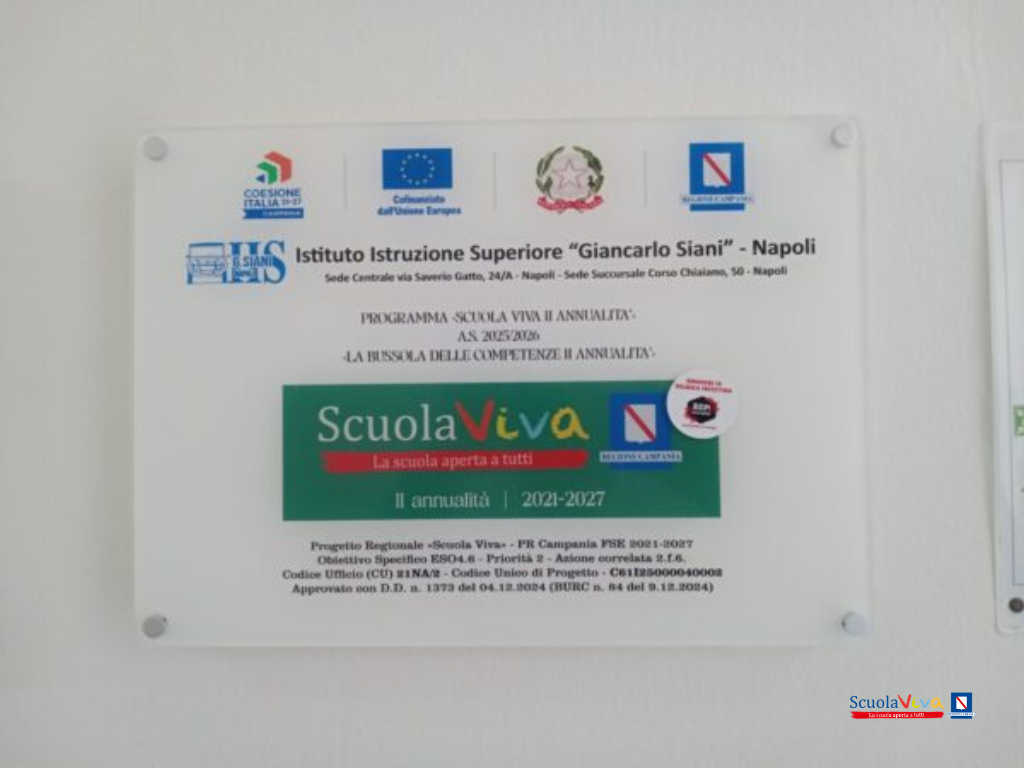 COESIONE
ITALIA 21-27
CAMPANIA
Cofinanziato
dall'Unione Europea
REGIONE CAMPANIA
G. SIANI
NAPOLI
IIS
Istituto Istruzione Superiore "Giancarlo Siani" - Napoli
Sede Centrale via Saverio Gatto, 24/A - Napoli - Sede Succursale Corso Chiaiano, 50 - Napoli
PROGRAMMA «SCUOLA VIVA II ANNUALITA'»
A.S. 2025/2026
«LA BUSSOLA DELLE COMPETENZE II ANNUALITA'»
ScuolaViva
La scuola aperta a tutti
REGIONE CAMPANIA
II annualità | 2021-2027
Progetto Regionale «Scuola Viva» - PR Campania FSE 2021-2027
Obiettivo Specifico ESO4.6 - Priorità 2 - Azione correlata 2.f.6.
Codice Ufficio (CU) 21NA/2 - Codice Unico di Progetto - C61I25000040002
Approvato con D.D. n. 1373 del 04.12.2024 (BURC n. 84 del 9.12.2024)
ScuolaViva
La scuola aperta a tutti